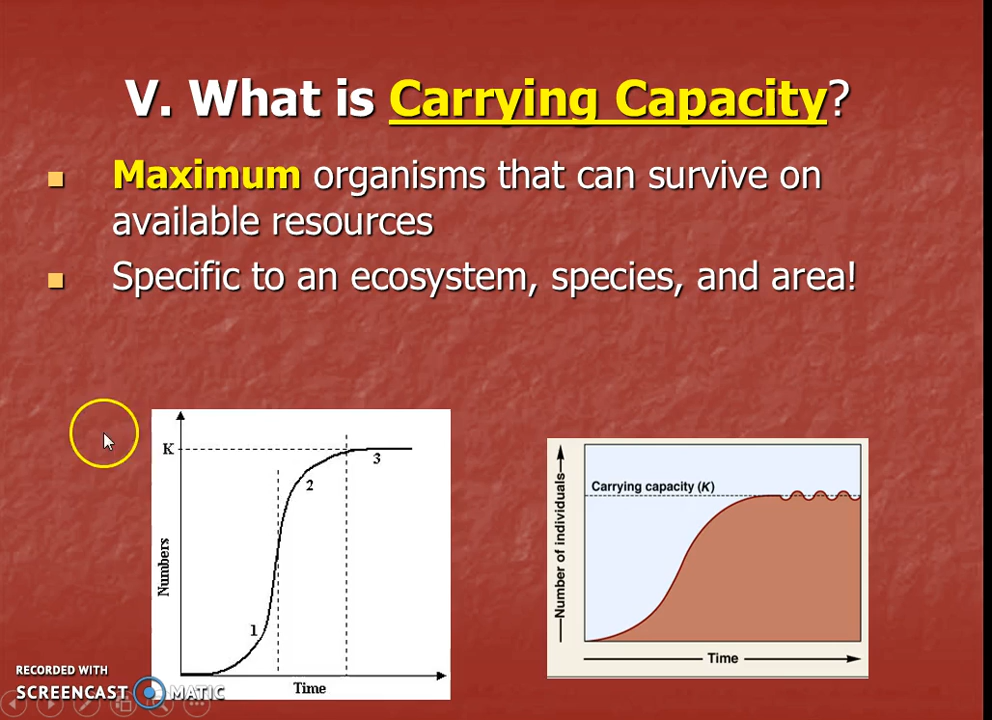 V. What is Carrying Capacity?
Maximum organisms that can survive on
available resources
Specific to an ecosystem, species, and area!
K
3
2
1
Numbers
Time
Carrying capacity (K)
Number of individuals
Time
RECORDED WITH
SCREENCAST MATIC